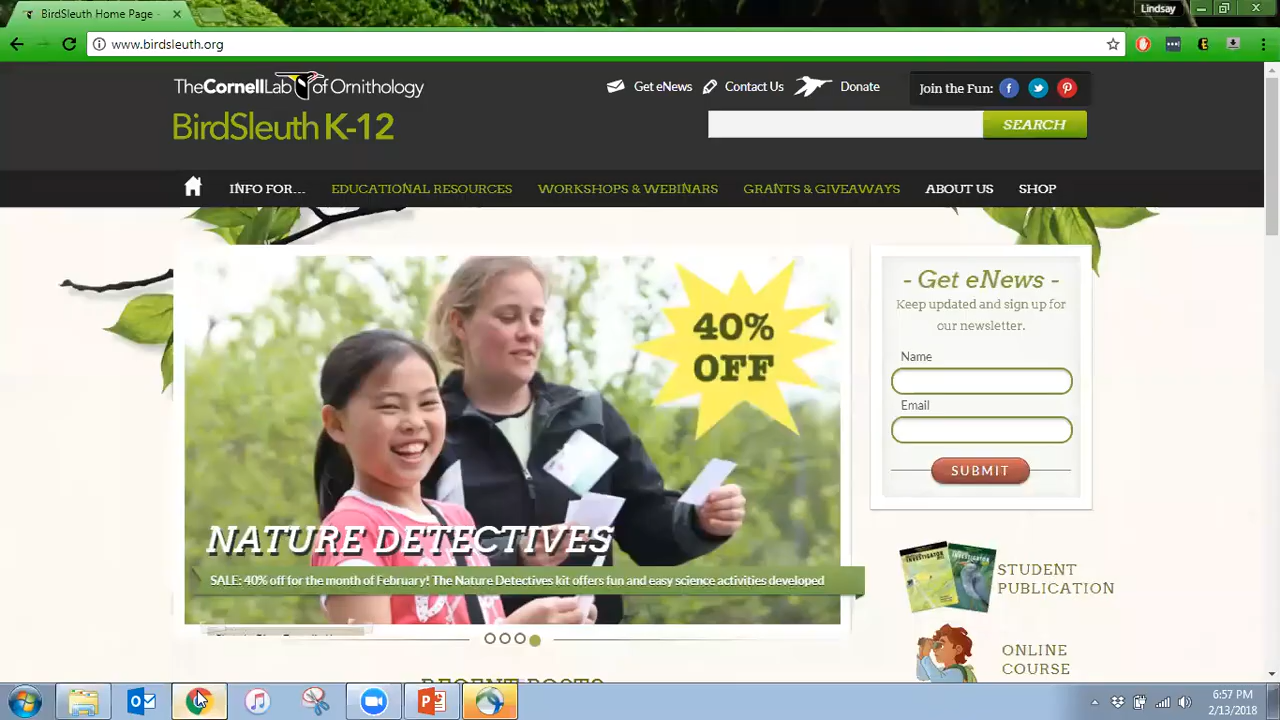 Lindsay
BirdSleuth Home Page -
www.birdsleuth.org
TheCornellLab of Ornithology
Get eNews
Contact Us
Donate
Join the Fun:
BirdSleuth K-12
SEARCH
INFO FOR...
EDUCATIONAL RESOURCES
WORKSHOPS & WEBINARS
GRANTS & GIVEAWAYS
ABOUT US
SHOP
40%
OFF
NATURE DETECTIVES
SALE: 40% off for the month of February! The Nature Detectives kit offers fun and easy science activities developed
- Get eNews -
Keep updated and sign up for
our newsletter.
Name
Email
SUBMIT
STUDENT
PUBLICATION
ONLINE
COURSE
RECENT POSTS
6:57 PM
2/13/2018